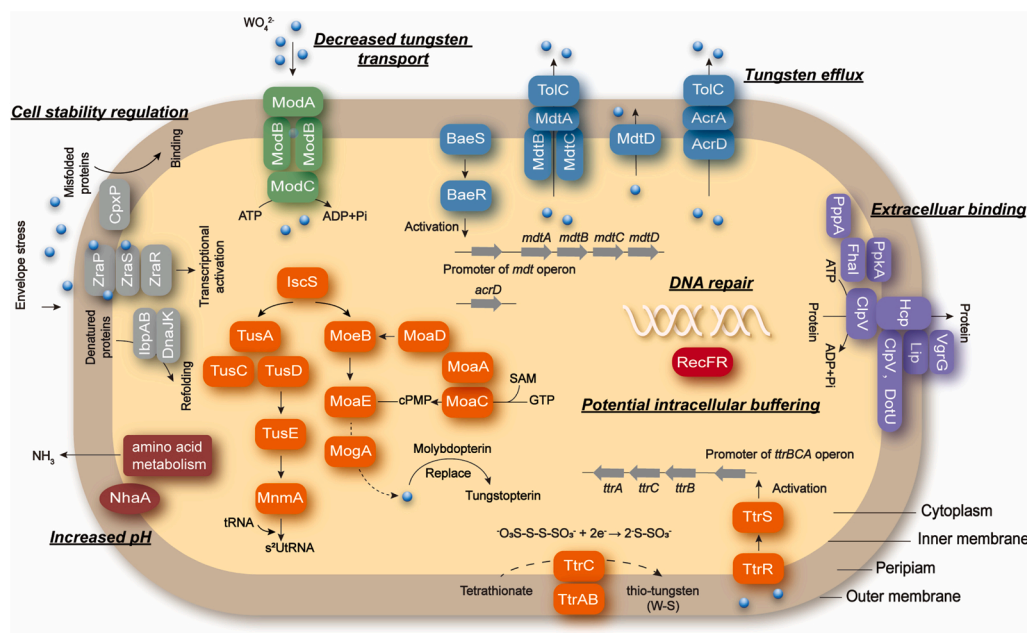 WO₄²⁻
Decreased tungsten
transport
Tungsten efflux
Cell stability regulation
ModA
ModB
ModB
ModC
ATP
ADP+Pi
BaeS
BaeR
Activation
TolC
MdtA
MdtB
MdtC
MdtD
TolC
AcrA
AcrD
mdtA
mdtB
mdtC
mdtD
Promoter of mdt operon
acrD
Misfolded
proteins
Binding
CpxP
Envelope stress
ZraP
ZraS
ZraR
Transcriptional
activation
Denatured
proteins
IbpAB
DnaJK
Refolding
Extracelluar binding
PppA
FhaI
PpkA
ATP
ClpV
Protein
ADP+Pi
Hcp
Protein
ClpV, DotU
Lip
VgrG
DNA repair
RecFR
IscS
TusA
TusC
TusD
TusE
MnmA
tRNA
s²UtRNA
MoeB
MoaD
MoaA
MoaE
cPMP
MoaC
SAM
GTP
MogA
Molybdopterin
Replace
Tungstopterin
Potential intracellular buffering
Promoter of ttrBCA operon
ttrA
ttrC
ttrB
Activation
TtrS
TtrR
⁻O₃S-S-S-SO₃⁻ + 2e⁻→ 2⁻S-SO₃⁻
Tetrathionate
TtrC
TtrAB
thio-tungsten
(W-S)
NH₃
amino acid
metabolism
NhaA
Increased pH
Cytoplasm
Inner membrane
Peripiam
Outer membrane